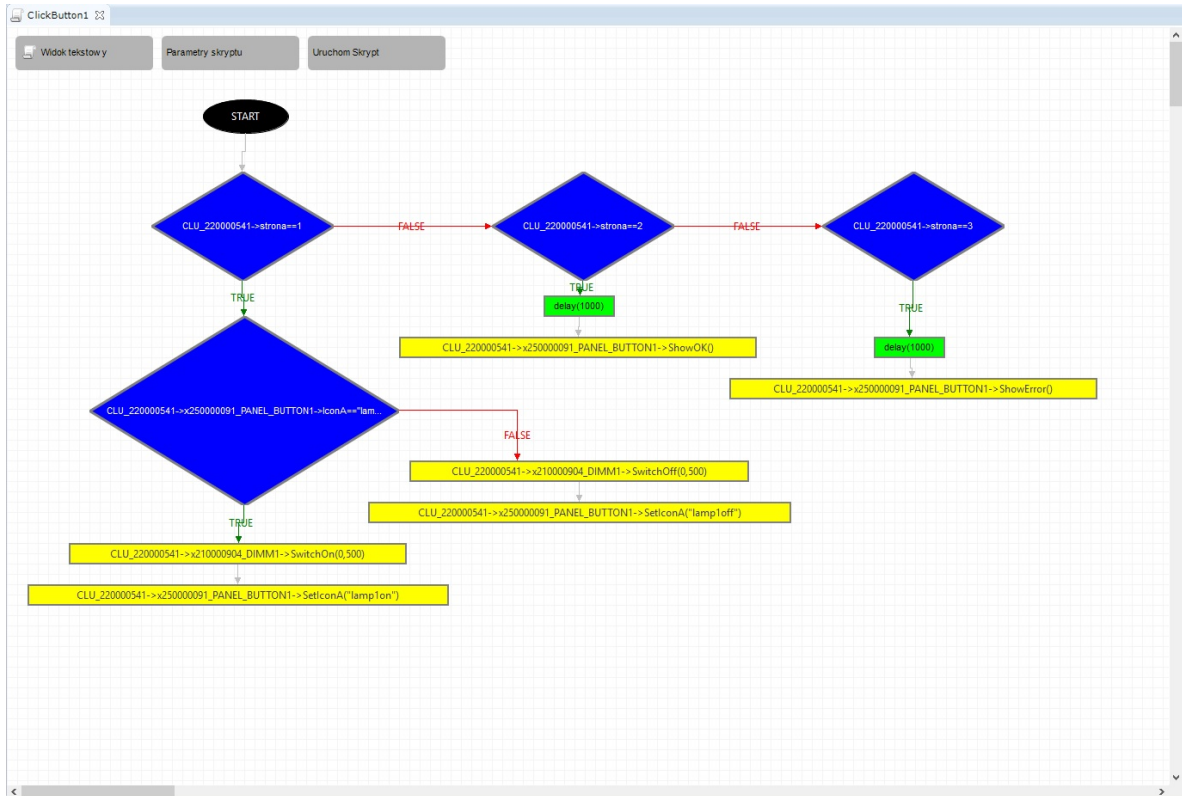 ClickButton1
Widok tekstowy
Parametry skryptu
Uruchom Skrypt
START
CLU_220000541->strona==1
FALSE
CLU_220000541->strona==2
FALSE
CLU_220000541->strona==3
TRUE
TRUE
TRUE
delay(1000)
CLU_220000541->x250000091_PANEL_BUTTON1->ShowOK()
delay(1000)
CLU_220000541->x250000091_PANEL_BUTTON1->ShowError()
CLU_220000541->x250000091_PANEL_BUTTON1->IconA=="lam...
FALSE
CLU_220000541->x210000904_DIMM1->SwitchOff(0,500)
CLU_220000541->x250000091_PANEL_BUTTON1->SetIconA("lamp1off")
TRUE
CLU_220000541->x210000904_DIMM1->SwitchOn(0,500)
CLU_220000541->x250000091_PANEL_BUTTON1->SetIconA("lamp1on")